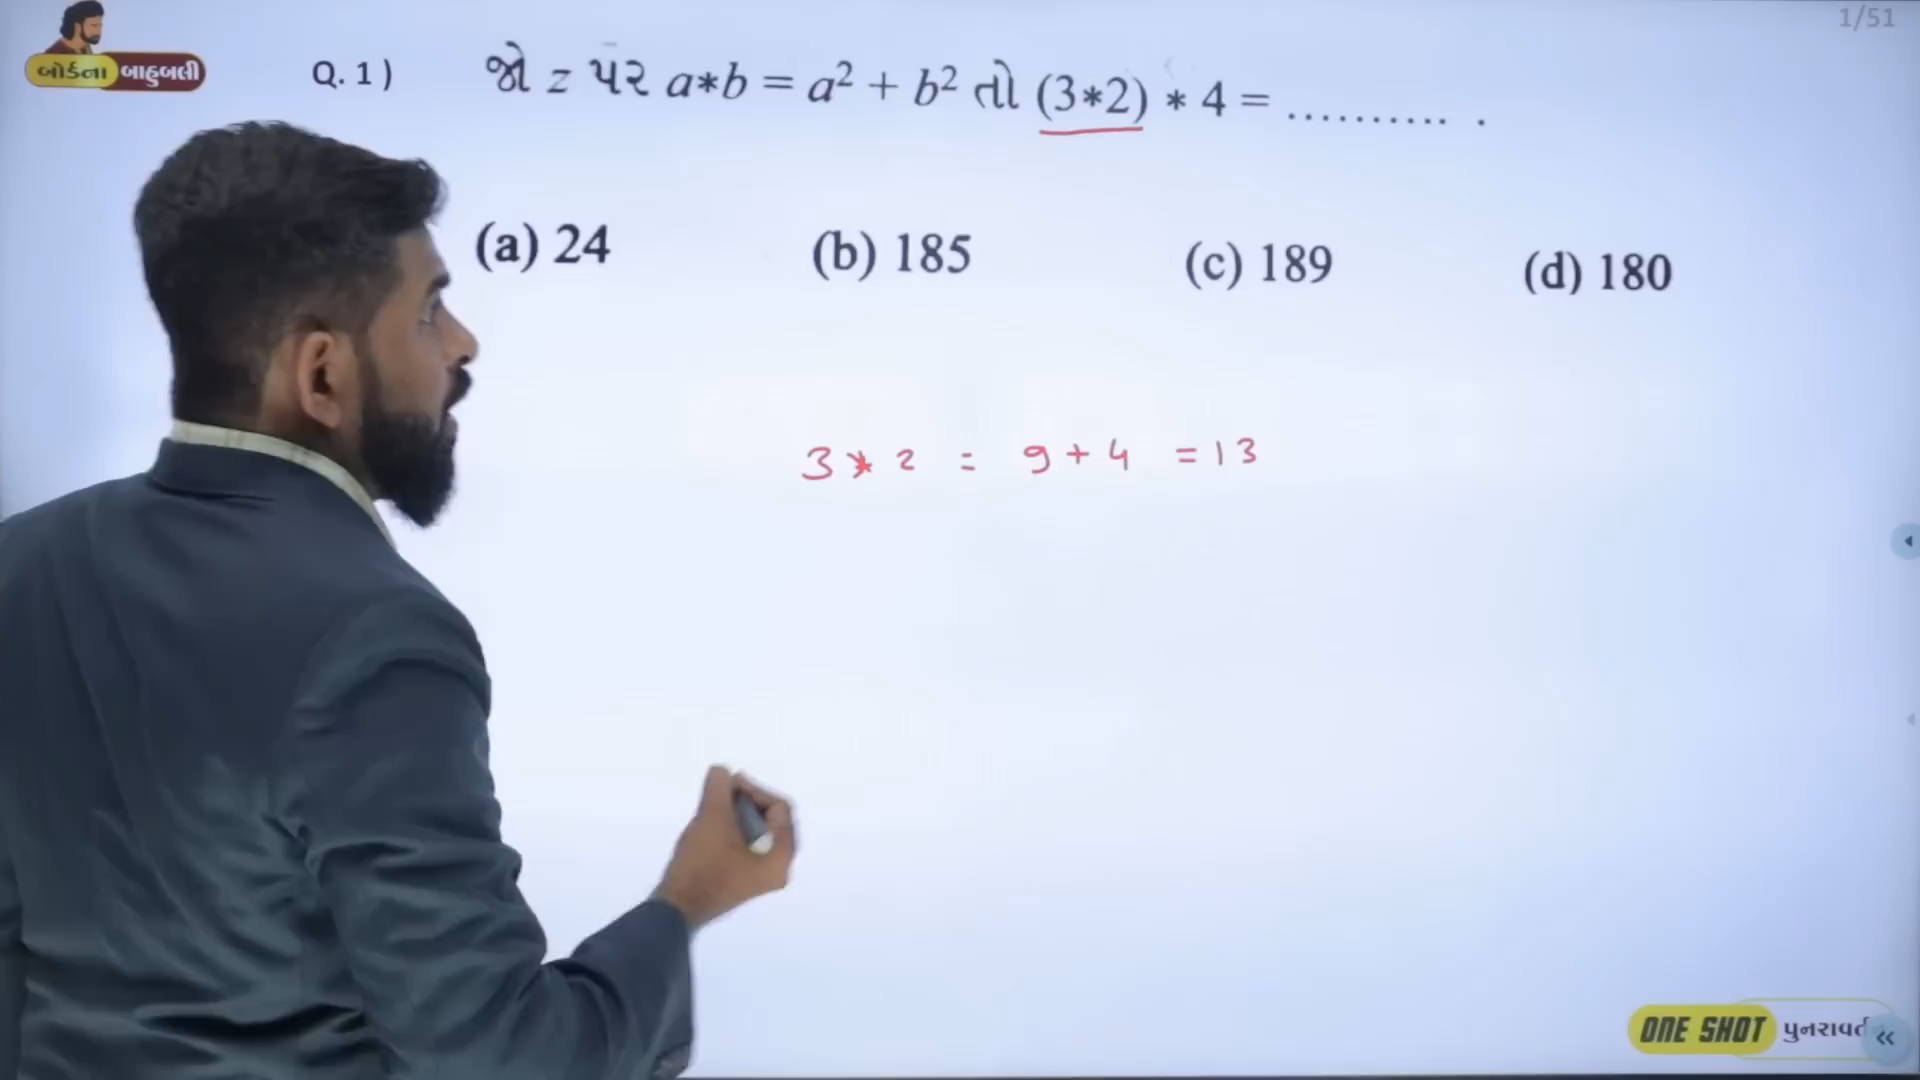 1/51
બોર્ડના બાહુબલી
Q. 1) જો z પર a*b = a² + b² તો (3*2) * 4 = .......... .
(a) 24 (b) 185 (c) 189 (d) 180
3 * 2 = 9 + 4 = 13
ONE SHOT